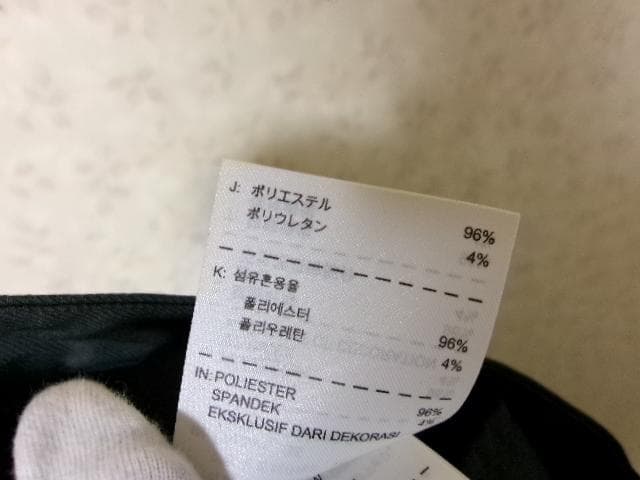 J: ポリエステル 96%
ポリウレタン 4%
K: 섬유혼용율
폴리에스터 96%
폴리우레탄 4%
IN: POLIESTER 96%
SPANDEK 4%
EKSKLUSIF DARI DEKORASI